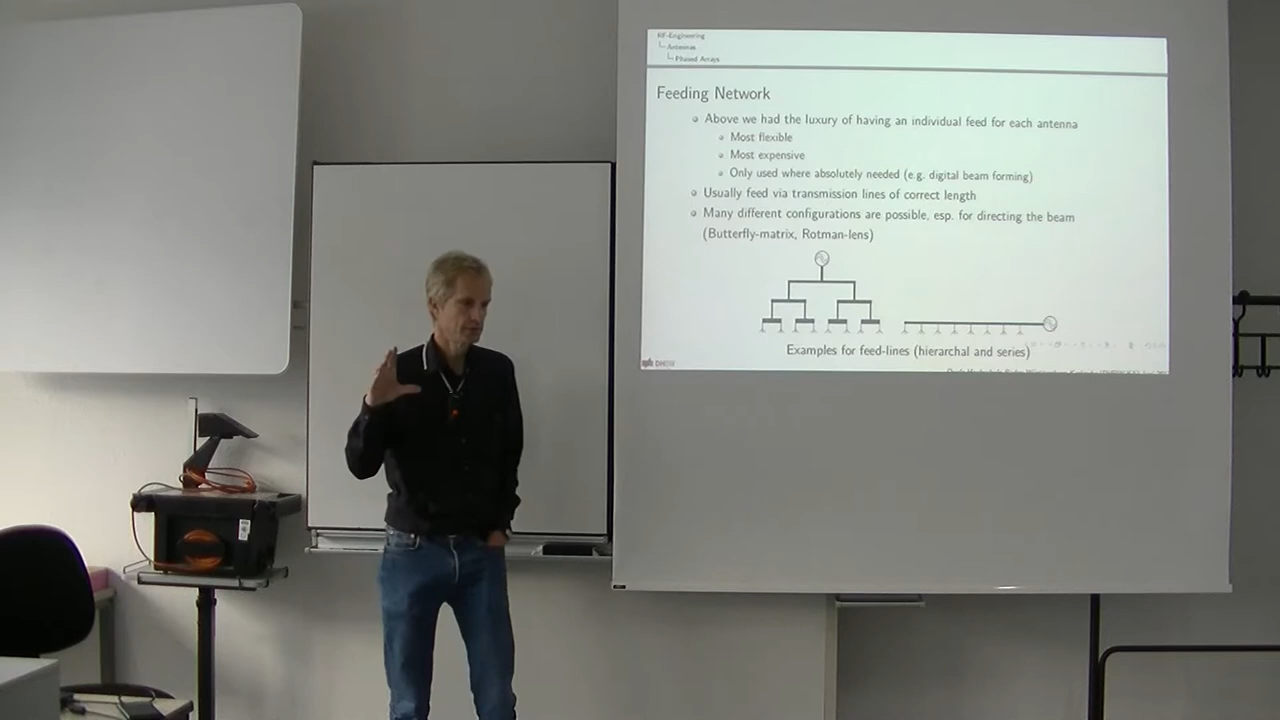 RF-Engineering
Antennas
Phased Arrays
Feeding Network
Above we had the luxury of having an individual feed for each antenna
Most flexible
Most expensive
Only used where absolutely needed (e.g. digital beam forming)
Usually feed via transmission lines of correct length
Many different configurations are possible, esp. for directing the beam
(Butterfly-matrix, Rotman-lens)
Examples for feed-lines (hierarchal and series)